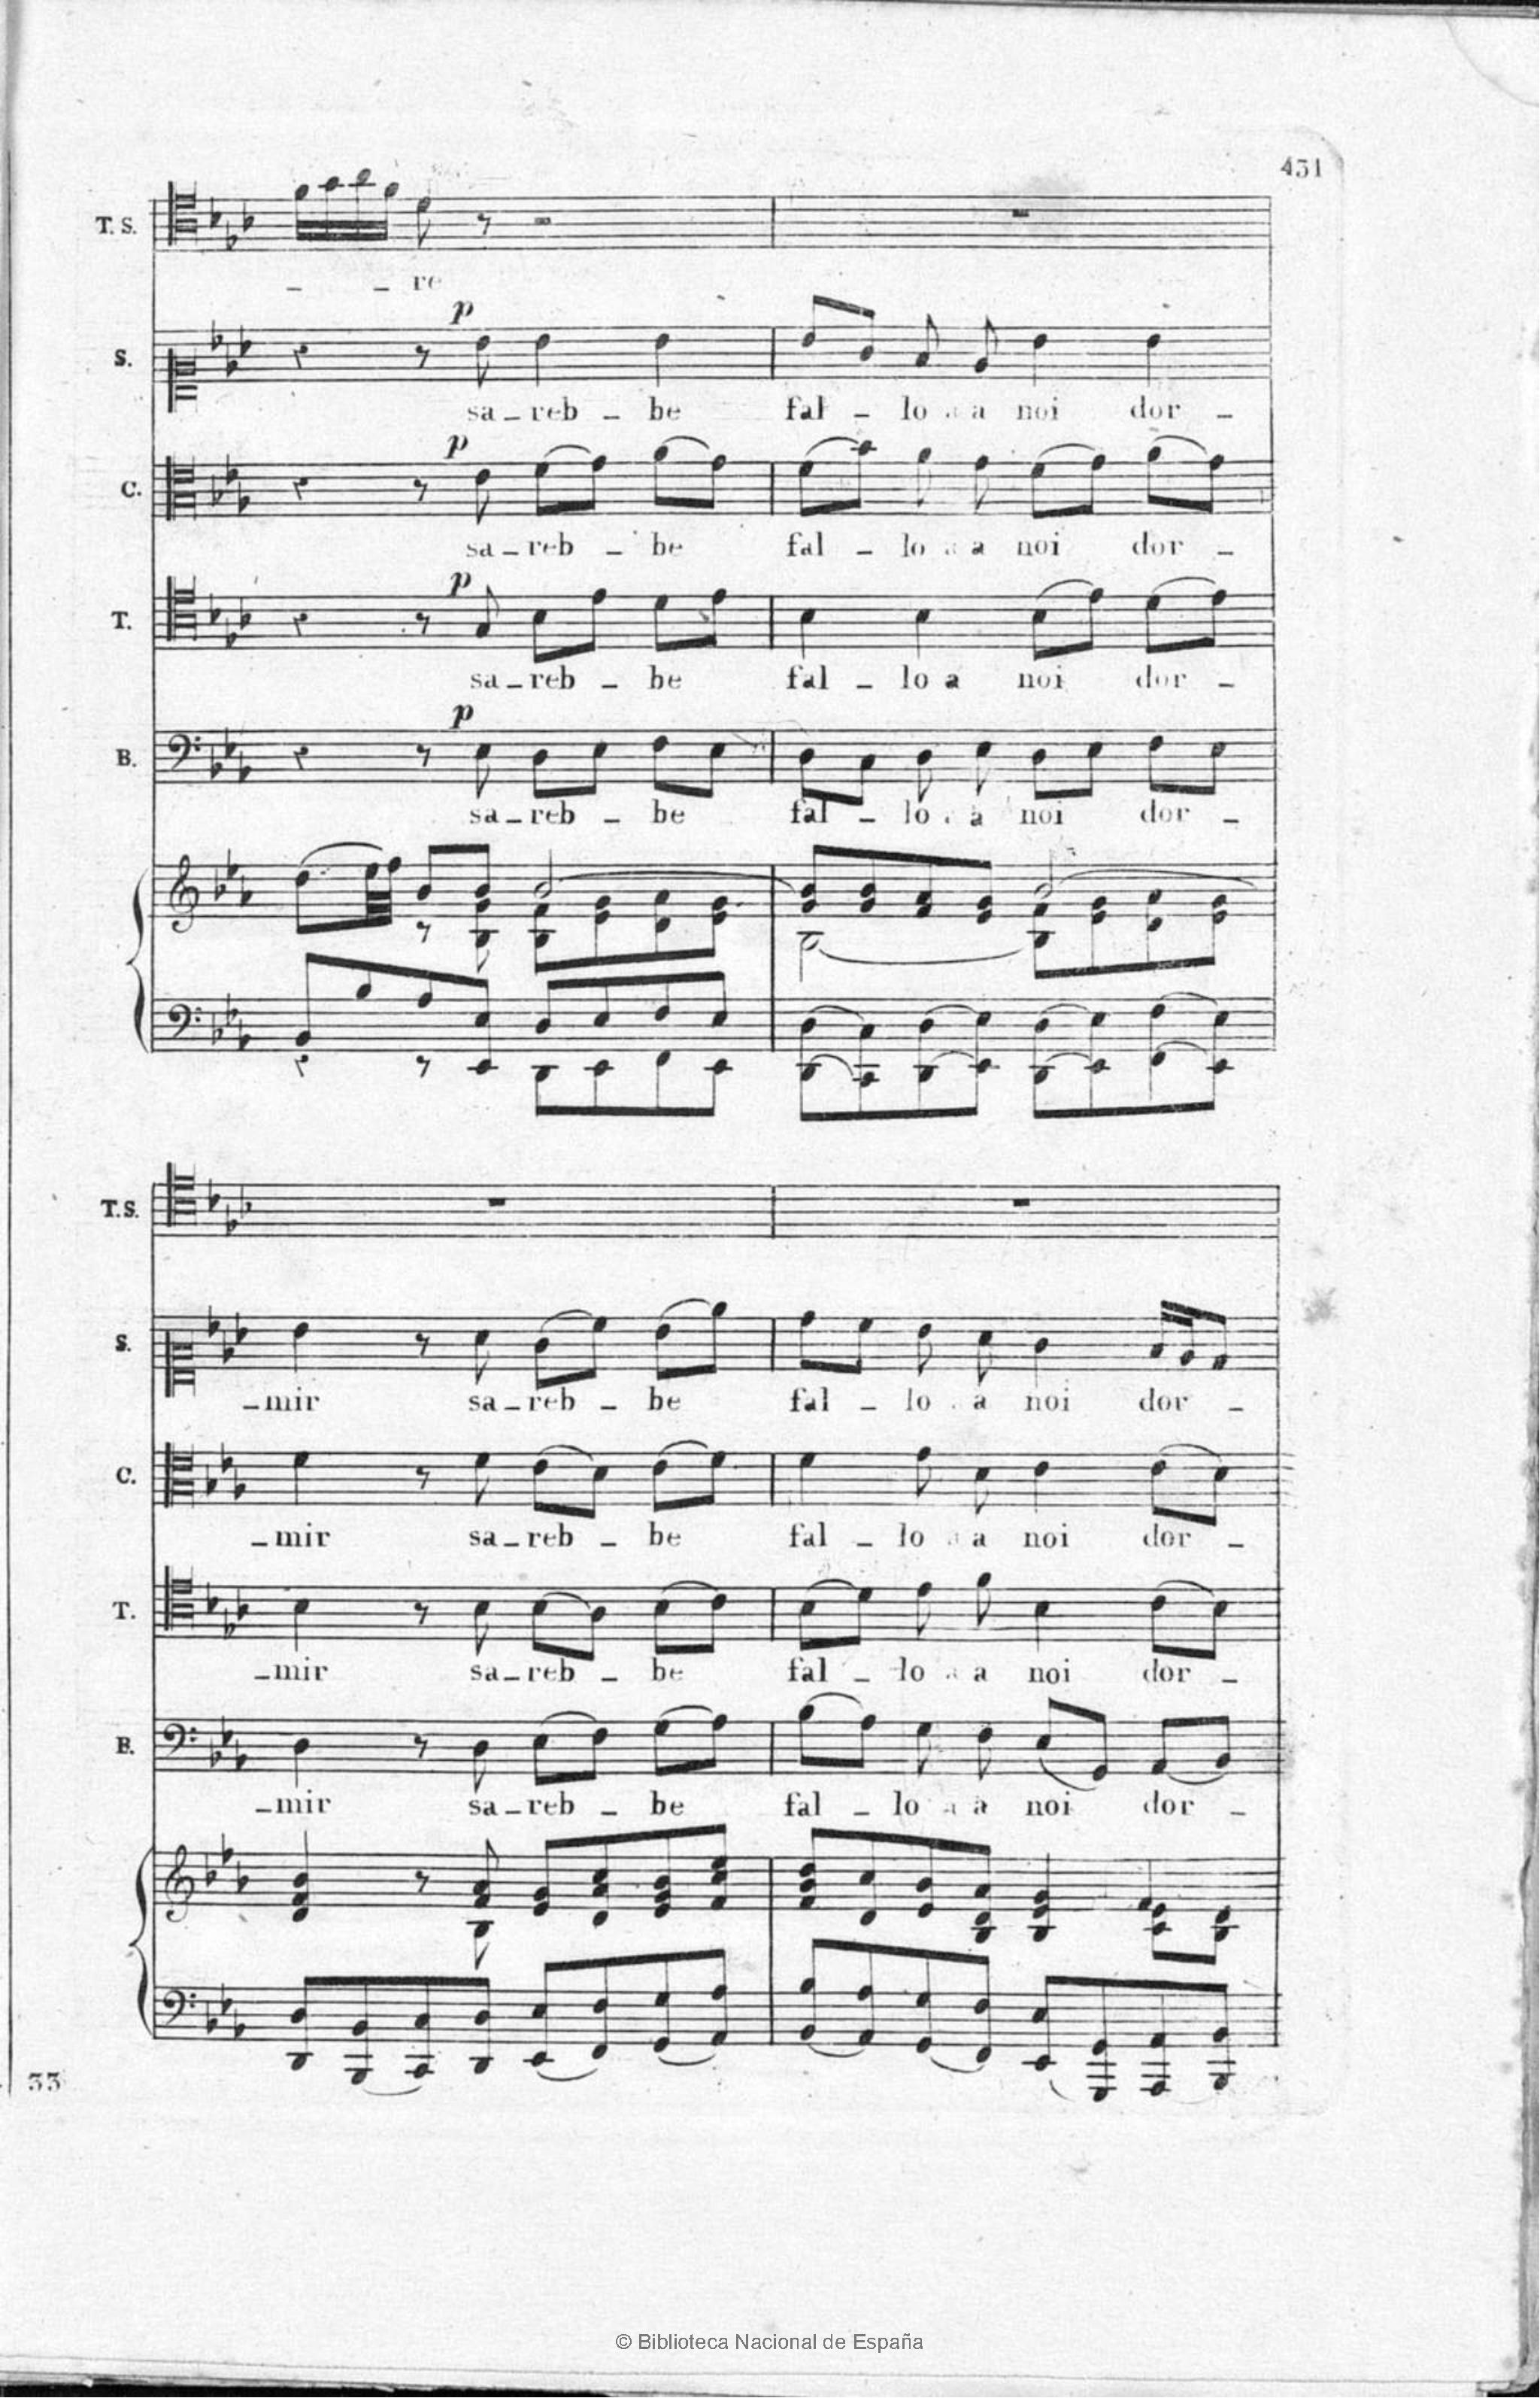 431
T. S.
_ _ re
p
S.
sa_reb _ be fal _ lo a noi dor _
p
C.
sa_reb _ be fal _ lo a noi dor _
p
T.
sa_reb _ be fal _ lo a noi dor _
p
B.
sa_reb _ be fal _ lo a noi dor _
T. S.
S.
_mir sa_reb _ be fal _ lo a noi dor _
C.
_mir sa_reb _ be fal _ lo a noi dor _
T.
_mir sa_reb _ be fal _ lo a noi dor _
B.
_mir sa_reb _ be fal _ lo a noi dor _
33
© Biblioteca Nacional de España